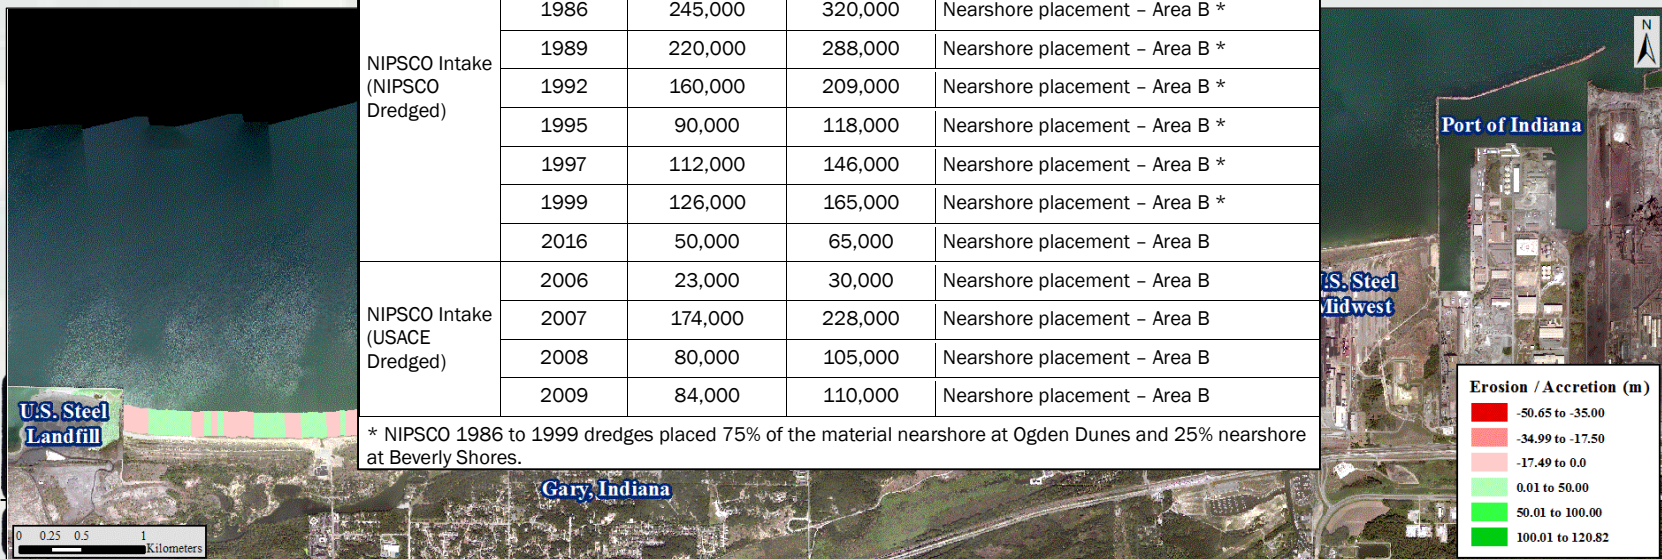 1986 245,000 320,000 Nearshore placement – Area B *
1989 220,000 288,000 Nearshore placement – Area B *
NIPSCO Intake
(NIPSCO
Dredged)
1992 160,000 209,000 Nearshore placement – Area B *
1995 90,000 118,000 Nearshore placement – Area B *
1997 112,000 146,000 Nearshore placement – Area B *
1999 126,000 165,000 Nearshore placement – Area B *
2016 50,000 65,000 Nearshore placement – Area B
NIPSCO Intake
(USACE
Dredged)
2006 23,000 30,000 Nearshore placement – Area B
2007 174,000 228,000 Nearshore placement – Area B
2008 80,000 105,000 Nearshore placement – Area B
2009 84,000 110,000 Nearshore placement – Area B
* NIPSCO 1986 to 1999 dredges placed 75% of the material nearshore at Ogden Dunes and 25% nearshore
at Beverly Shores.
N
Port of Indiana
.S. Steel
Midwest
U.S. Steel
Landfill
Gary, Indiana
0 0.25 0.5 1
Kilometers
Erosion / Accretion (m)
-50.65 to -35.00
-34.99 to -17.50
-17.49 to 0.0
0.01 to 50.00
50.01 to 100.00
100.01 to 120.82